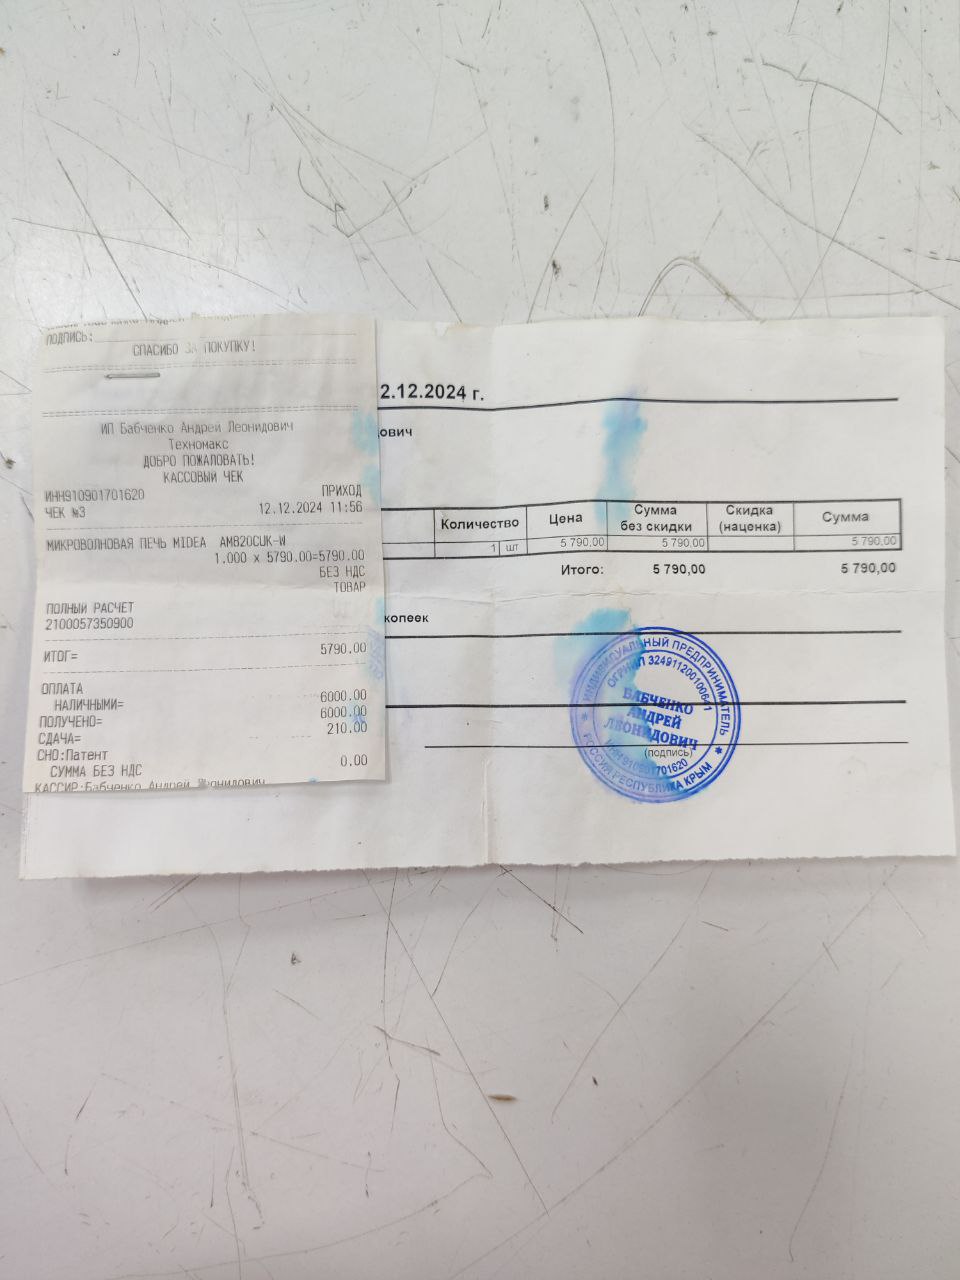 ПОДПИСЬ:
СПАСИБО ЗА ПОКУПКУ!
ИП Бабченко Андрей Леонидович
Техномакс
ДОБРО ПОЖАЛОВАТЬ!
КАССОВЫЙ ЧЕК
ИНН910901701620 ПРИХОД
ЧЕК №3 12.12.2024 11:56
МИКРОВОЛНОВАЯ ПЕЧЬ MIDEA AM820CUK-W
1.000 x 5790.00=5790.00
БЕЗ НДС
ТОВАР
ПОЛНЫЙ РАСЧЕТ
2100057350900
ИТОГ= 5790.00
ОПЛАТА
НАЛИЧНЫМИ= 6000.00
ПОЛУЧЕНО= 6000.00
СДАЧА= 210.00
СНО:Патент
СУММА БЕЗ НДС 0.00
КАССИР:Бабченко Андрей Леонидович
2.12.2024 г.
ович
Количество Цена Сумма без скидки Скидка (наценка) Сумма
1 шт 5 790,00 5 790,00 5 790,00
Итого: 5 790,00 5 790,00
копеек
ИНДИВИДУАЛЬНЫЙ ПРЕДПРИНИМАТЕЛЬ
ОГРНИП 324911200100641
БАБЧЕНКО
АНДРЕЙ
ЛЕОНИДОВИЧ
(подпись)
ИНН 910901701620
РОССИЯ РЕСПУБЛИКА КРЫМ